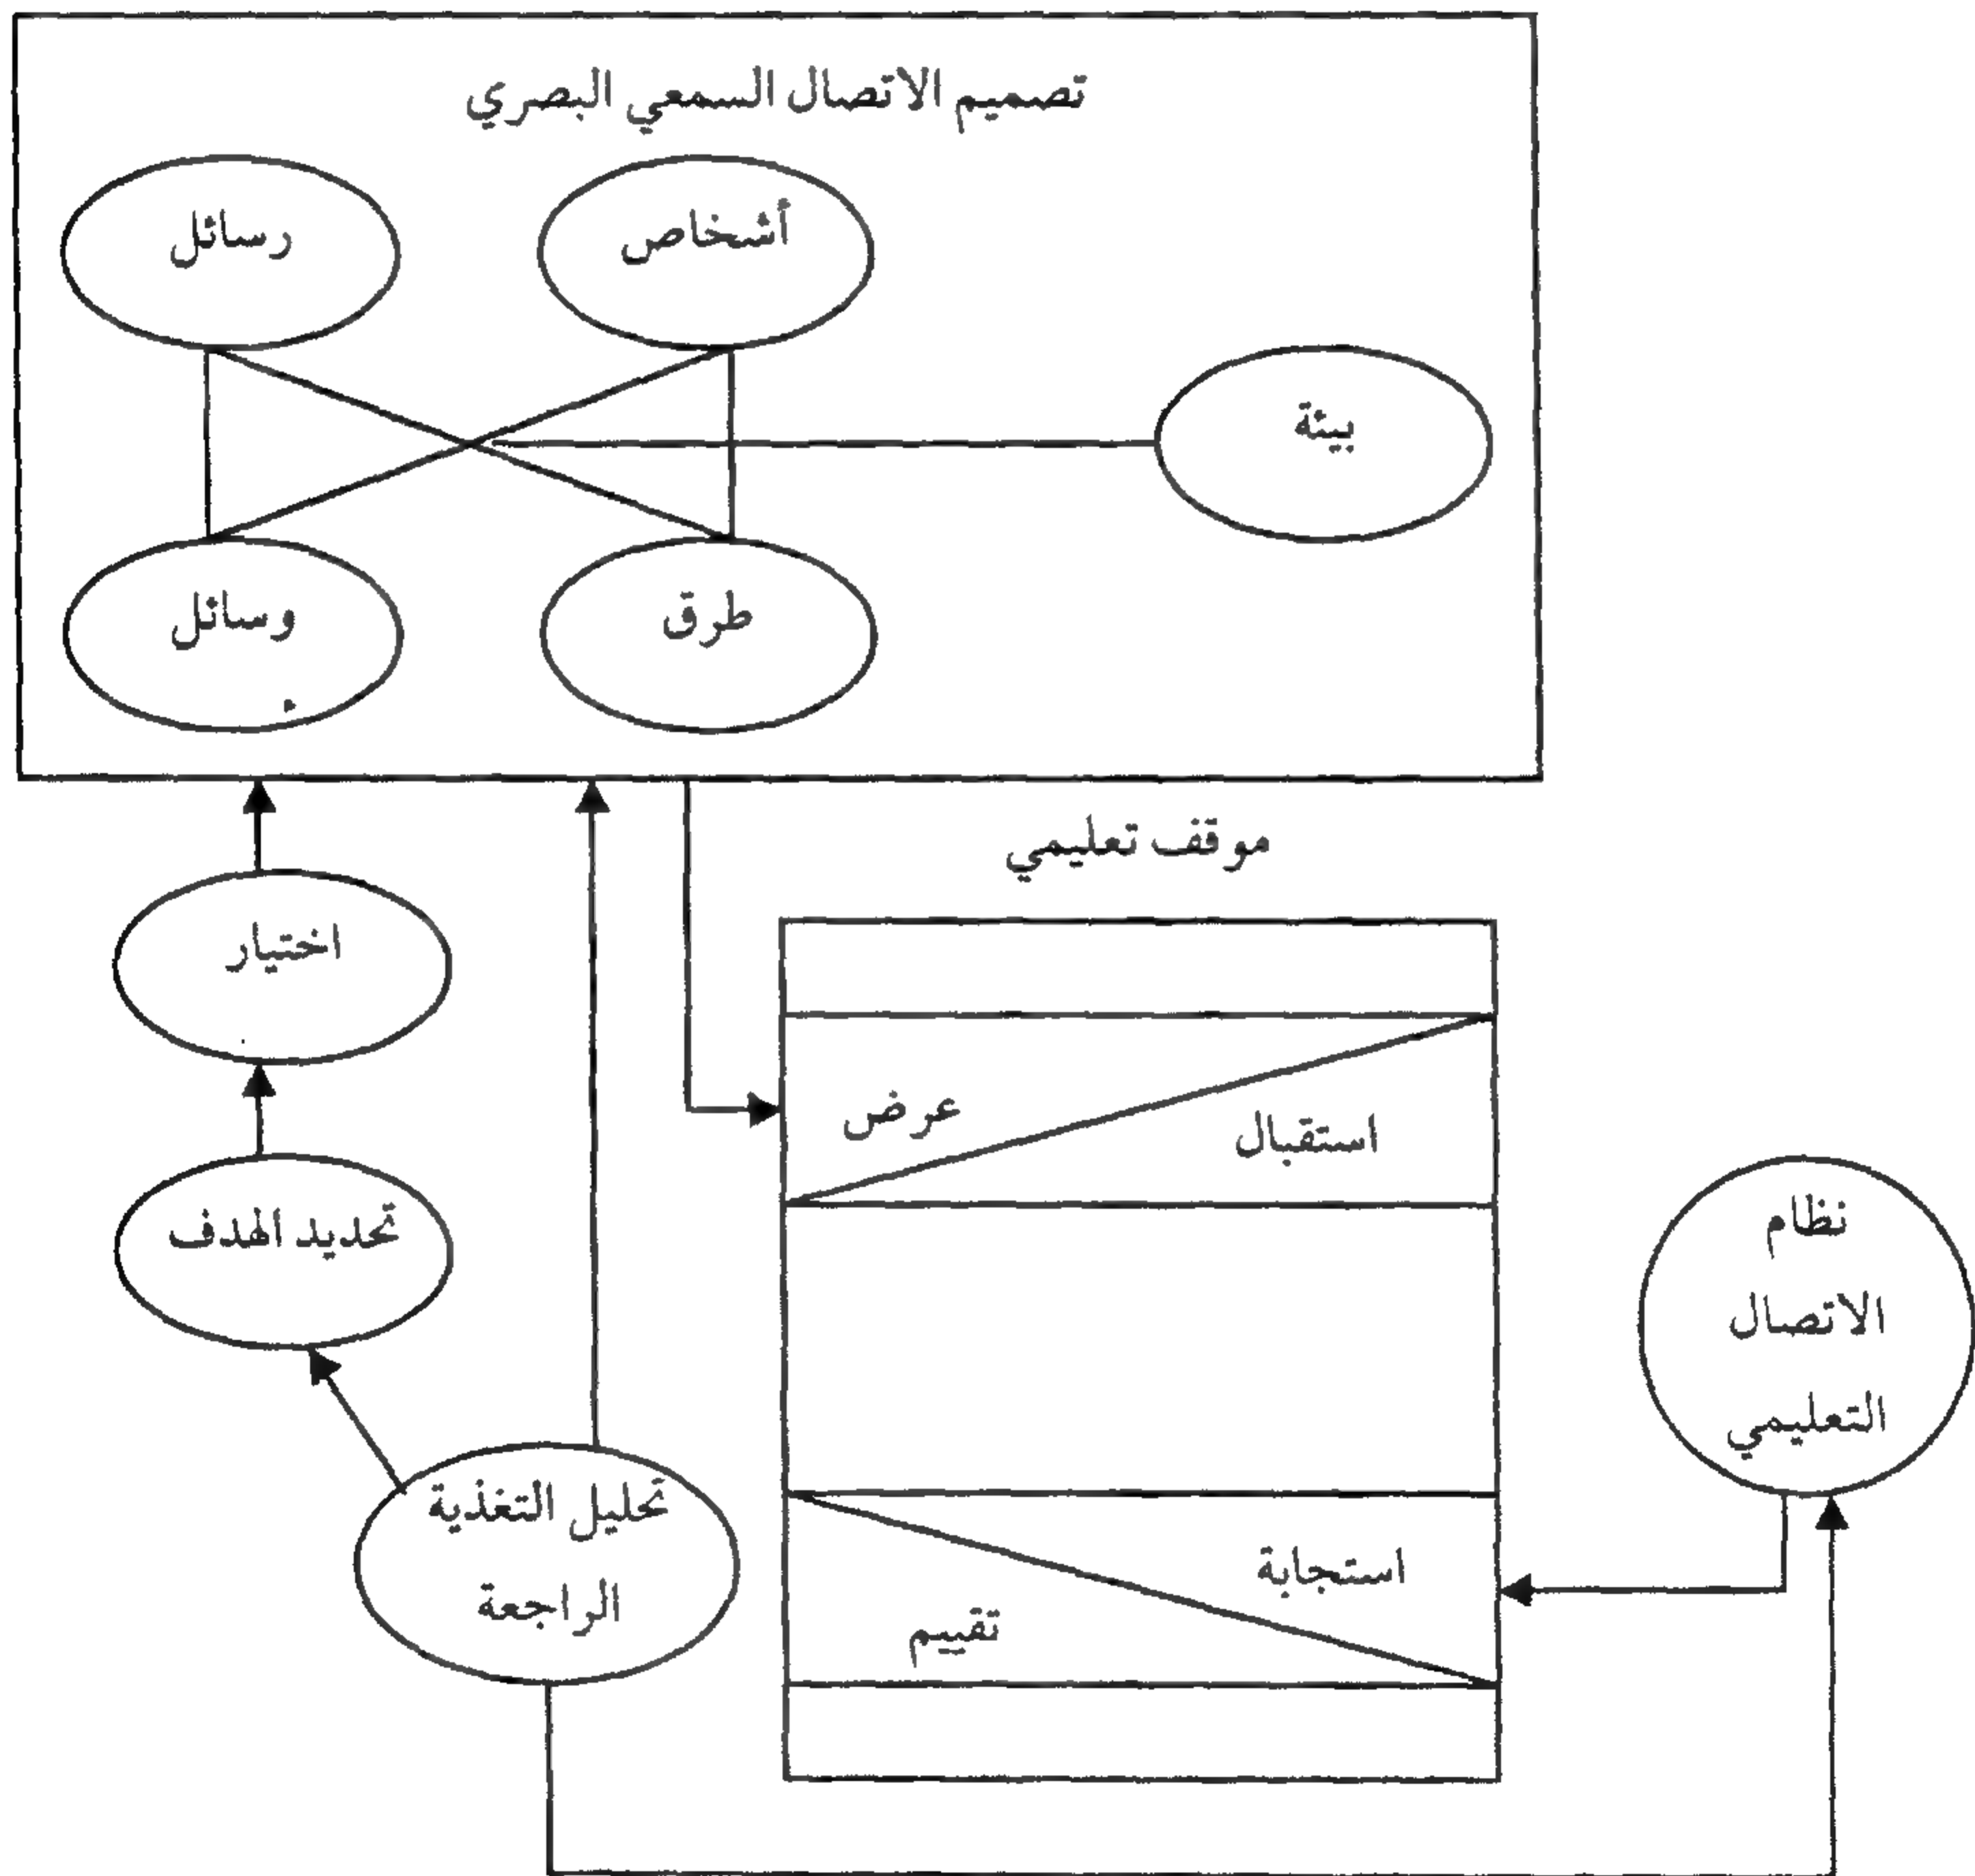 تصميم الاتصال السمعي البصري
أشخاص
رسائل
بيئة
طرق
وسائل
موقف تعليمي
اختيار
عرض
استقبال
تحديد الهدف
نظام
الاتصال
التعليمي
تحليل التغذية
الراجعة
استجابة
تقييم